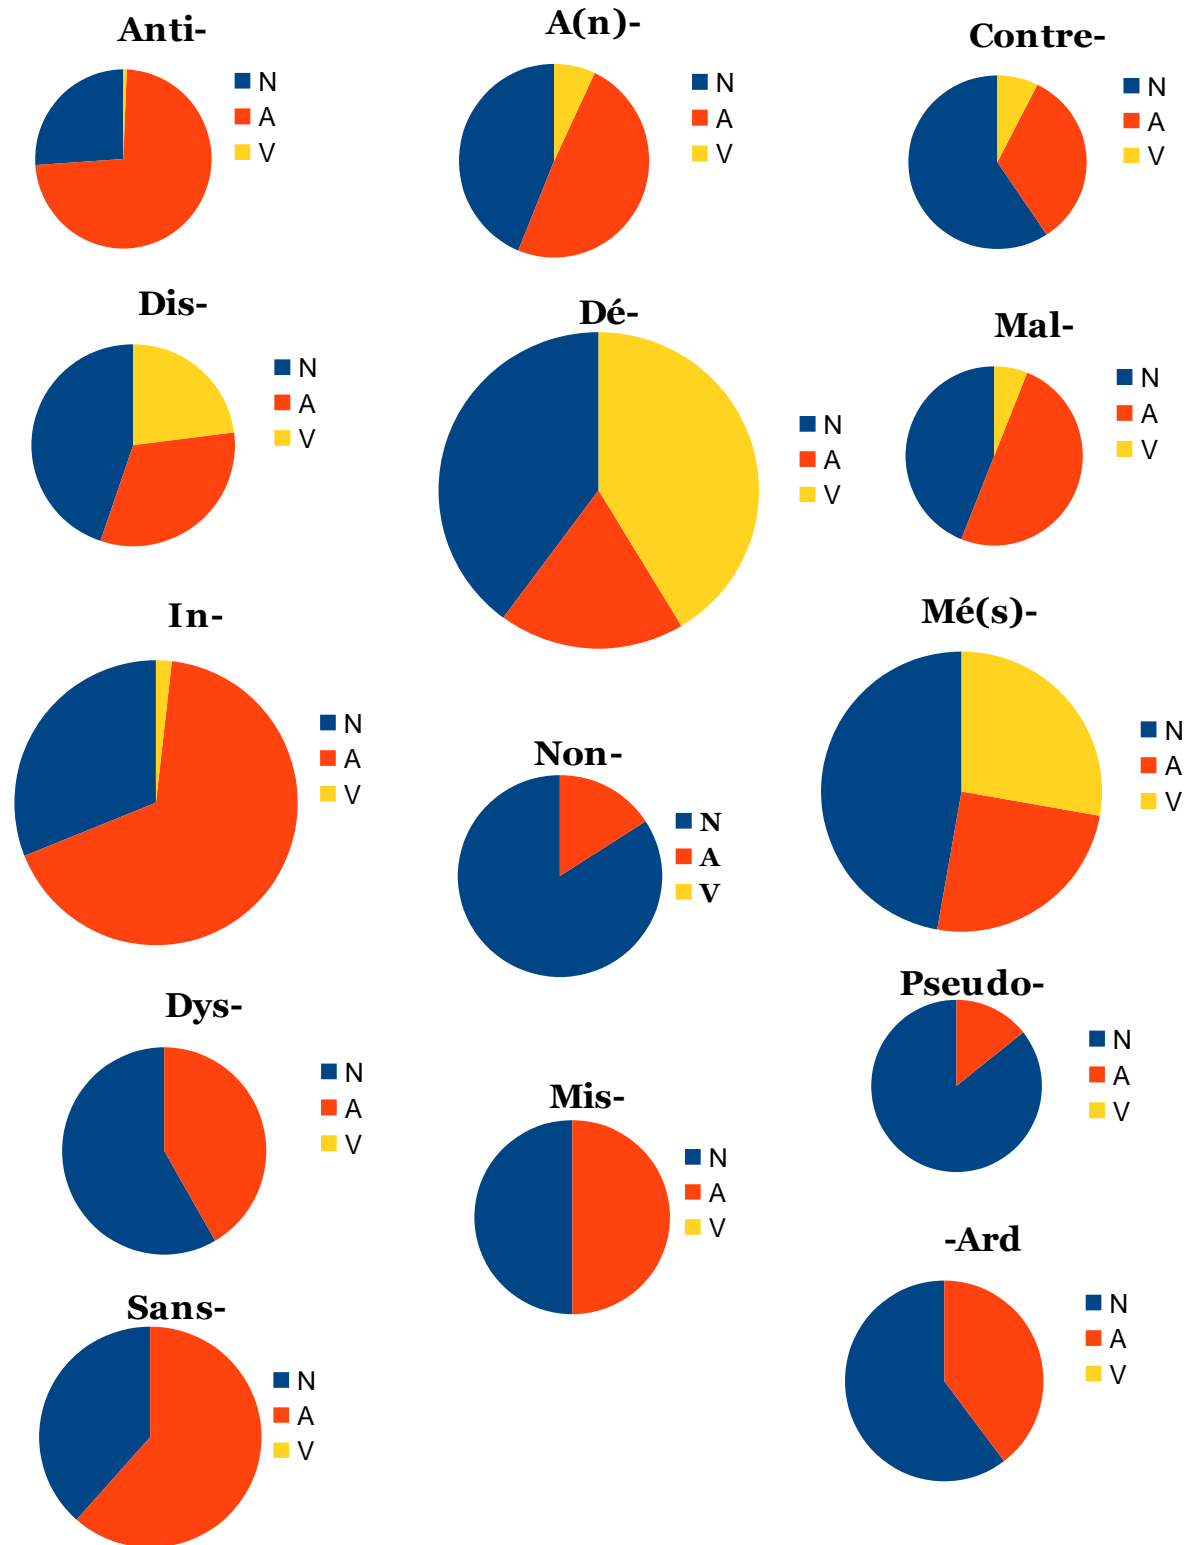 Anti-
N
A
V
A(n)-
N
A
V
Contre-
N
A
V
Dis-
N
A
V
Dé-
N
A
V
Mal-
N
A
V
In-
N
A
V
Non-
N
A
V
Mé(s)-
N
A
V
Dys-
N
A
V
Mis-
N
A
V
Pseudo-
N
A
V
Sans-
N
A
V
-Ard
N
A
V